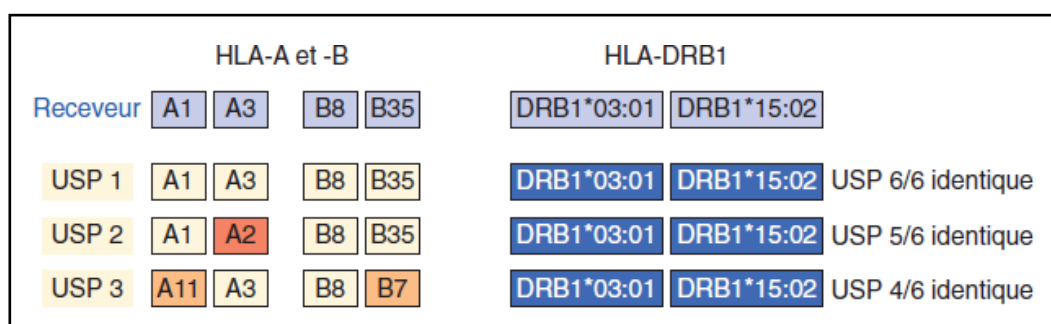 HLA-A et -B HLA-DRB1
Receveur A1 A3 B8 B35 DRB1*03:01 DRB1*15:02
USP 1 A1 A3 B8 B35 DRB1*03:01 DRB1*15:02 USP 6/6 identique
USP 2 A1 A2 B8 B35 DRB1*03:01 DRB1*15:02 USP 5/6 identique
USP 3 A11 A3 B8 B7 DRB1*03:01 DRB1*15:02 USP 4/6 identique